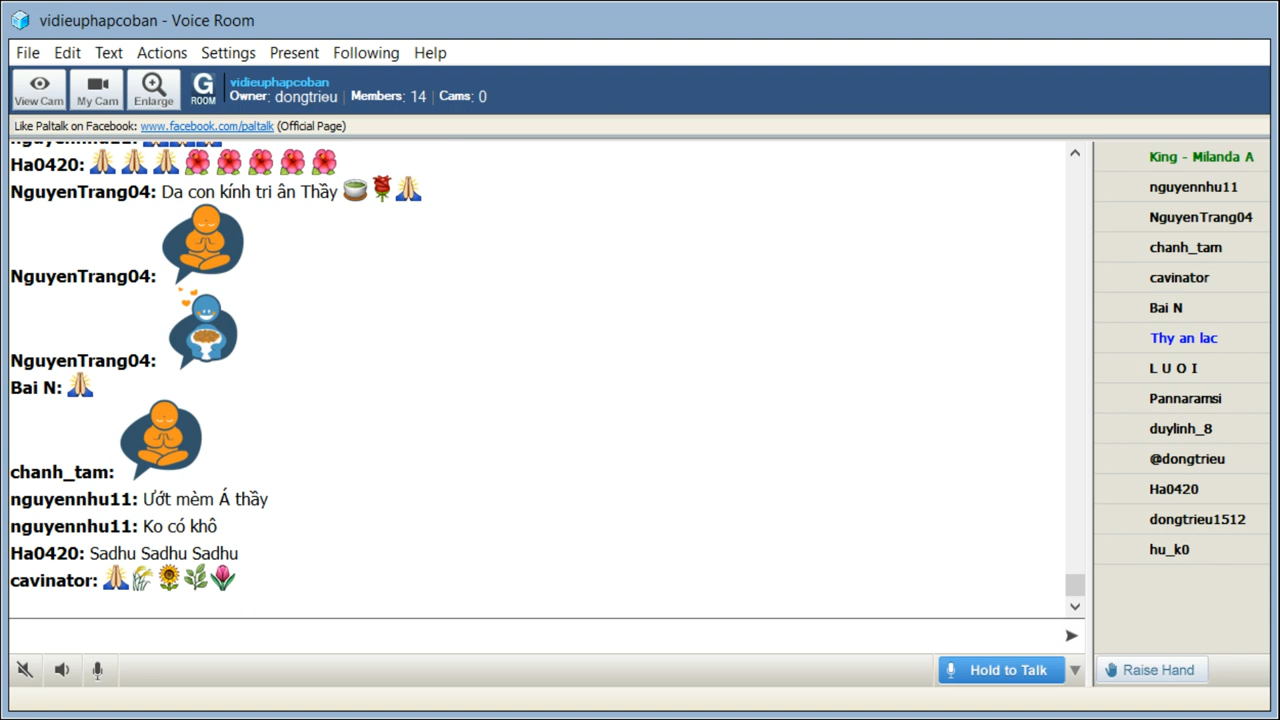 vidieuphapcoban - Voice Room
File Edit Text Actions Settings Present Following Help
View Cam
My Cam
Enlarge
G
ROOM
vidieuphapcoban
Owner: dongtrieu | Members: 14 | Cams: 0
Like Paltalk on Facebook: www.facebook.com/paltalk (Official Page)
nguyennhu11:
Ha0420:
NguyenTrang04: Da con kính tri ân Thầy
NguyenTrang04:
NguyenTrang04:
Bai N:
chanh_tam:
nguyennhu11: Ướt mèm Á thầy
nguyennhu11: Ko có khô
Ha0420: Sadhu Sadhu Sadhu
cavinator:
King - Milanda A
nguyennhu11
NguyenTrang04
chanh_tam
cavinator
Bai N
Thy an lac
L U O I
Pannaramsi
duylinh_8
@dongtrieu
Ha0420
dongtrieu1512
hu_k0
Hold to Talk
Raise Hand